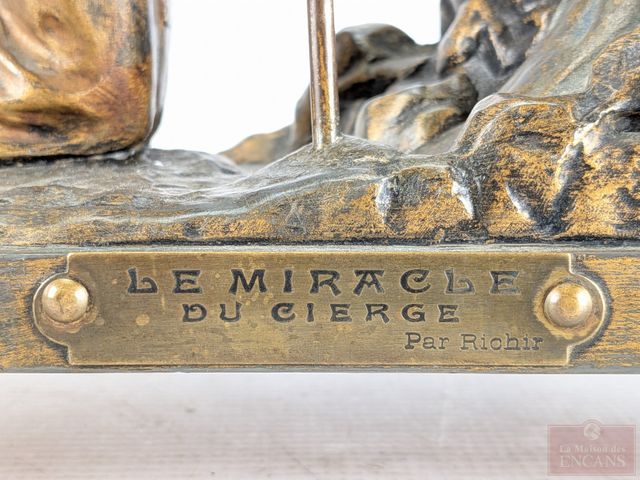 LE MIRACLE
DU CIERGE
Par Richir
La Maison des
ENCANS